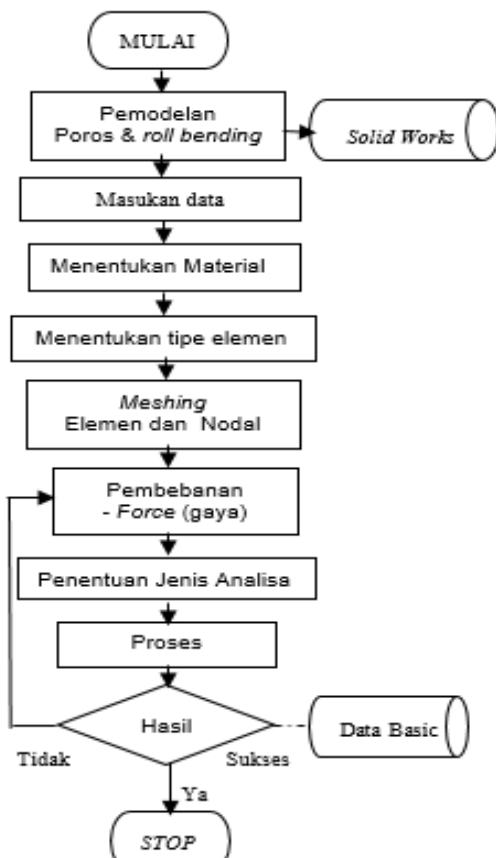 MULAI
Pemodelan
Poros & roll bending
Solid Works
Masukan data
Menentukan Material
Menentukan tipe elemen
Meshing
Elemen dan Nodal
Pembebanan
- Force (gaya)
Penentuan Jenis Analisa
Proses
Hasil
Data Basic
Tidak
Sukses
Ya
STOP